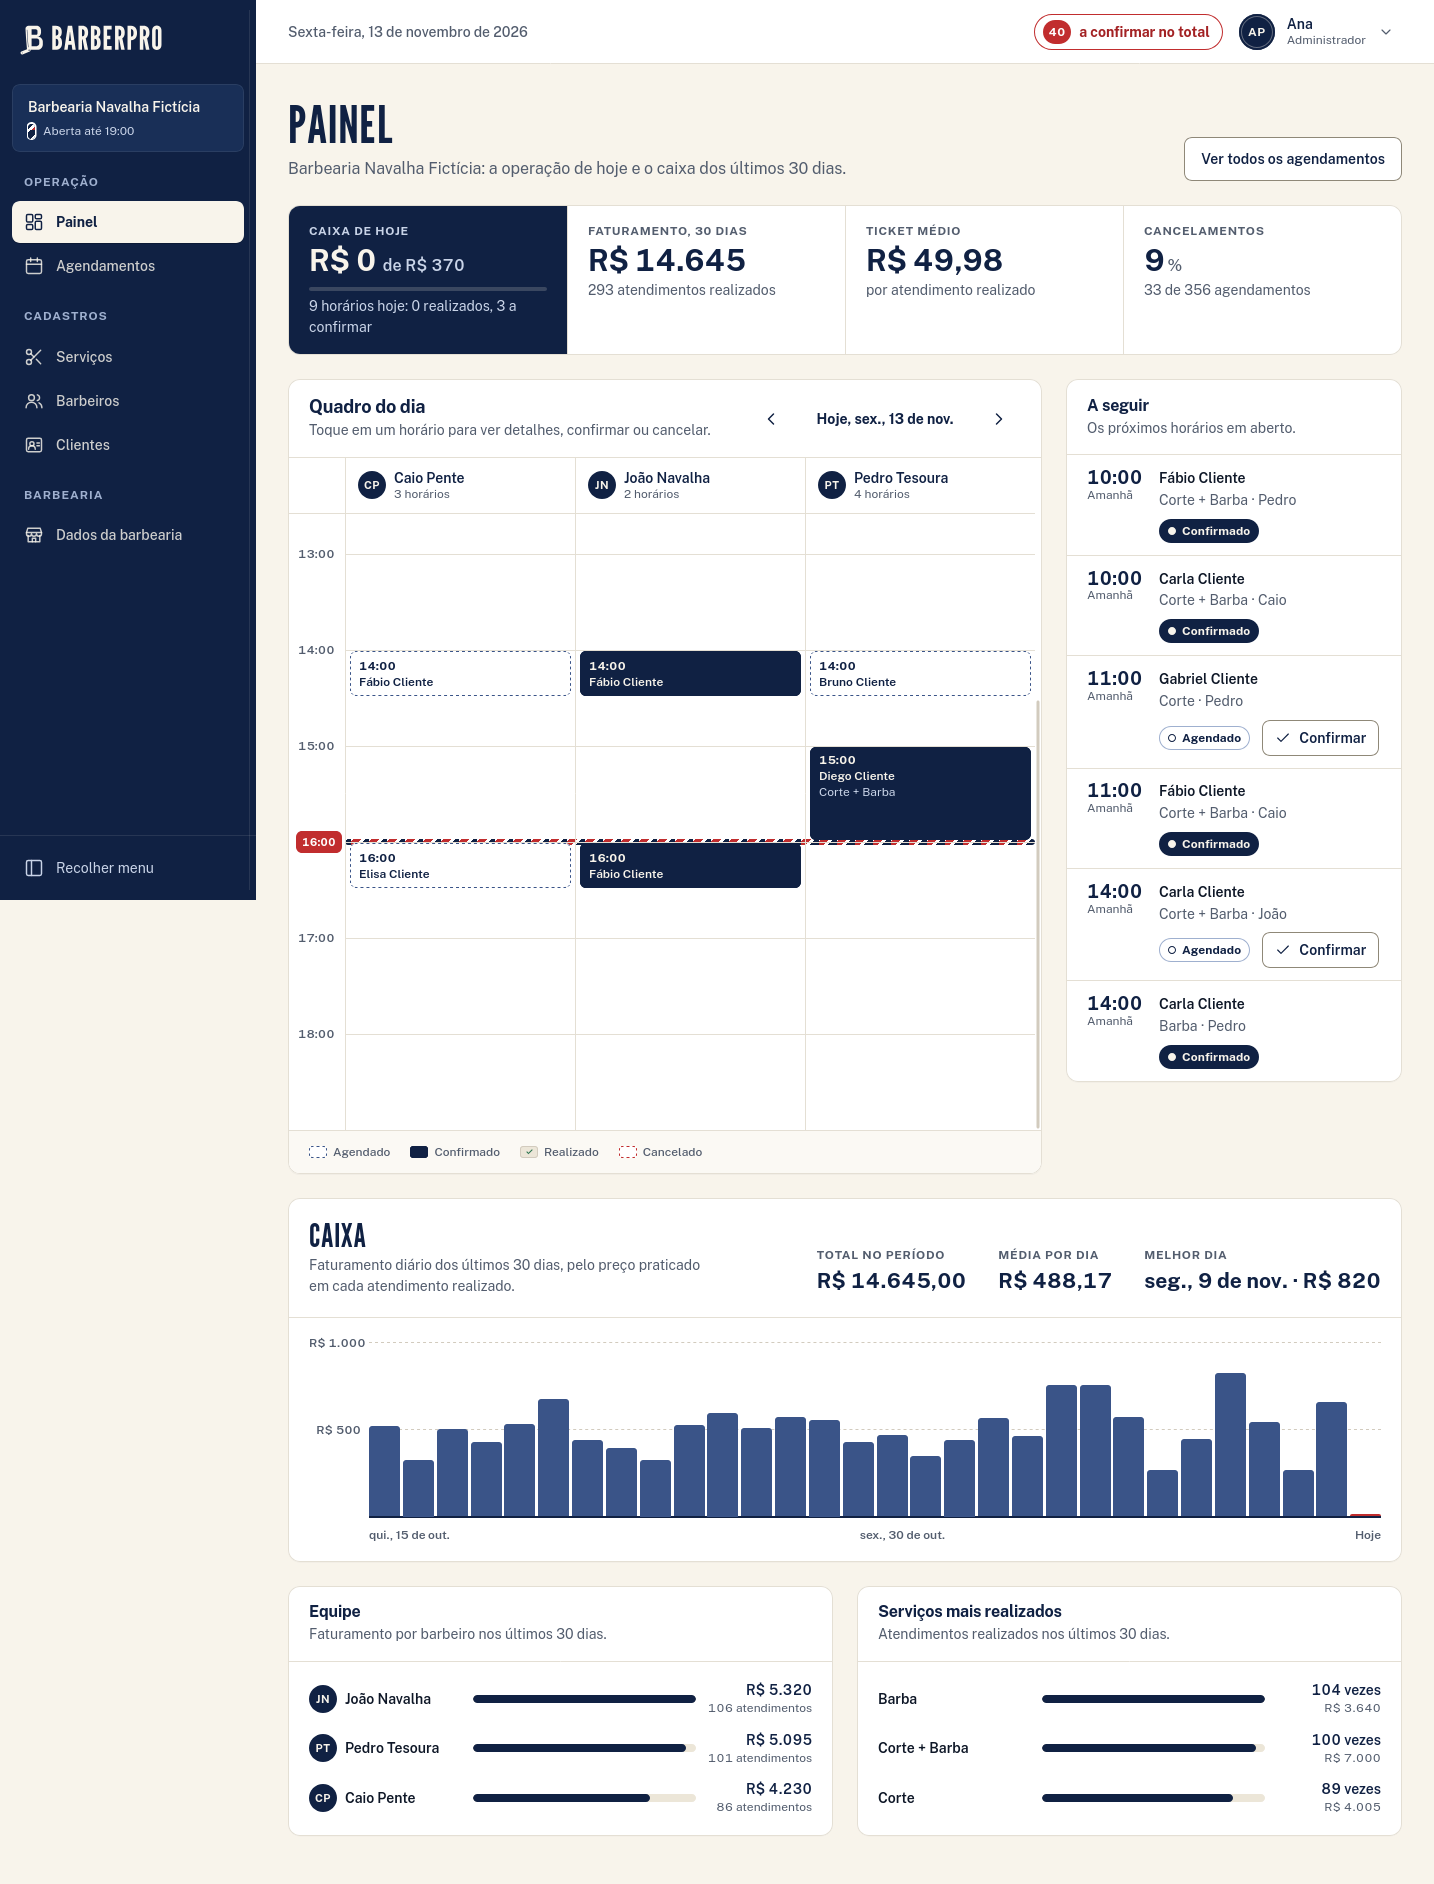 BARBERPRO
Barbearia Navalha Fictícia
Aberta até 19:00
OPERAÇÃO
Painel
Agendamentos
CADASTROS
Serviços
Barbeiros
Clientes
BARBEARIA
Dados da barbearia
Recolher menu
Sexta-feira, 13 de novembro de 2026
40 a confirmar no total
AP
Ana
Administrador
PAINEL
Barbearia Navalha Fictícia: a operação de hoje e o caixa dos últimos 30 dias.
Ver todos os agendamentos
CAIXA DE HOJE
R$ 0 de R$ 370
9 horários hoje: 0 realizados, 3 a
confirmar
FATURAMENTO, 30 DIAS
R$ 14.645
293 atendimentos realizados
TICKET MÉDIO
R$ 49,98
por atendimento realizado
CANCELAMENTOS
9 %
33 de 356 agendamentos
Quadro do dia
Toque em um horário para ver detalhes, confirmar ou cancelar.
Hoje, sex., 13 de nov.
CP
Caio Pente
3 horários
JN
João Navalha
2 horários
PT
Pedro Tesoura
4 horários
13:00
14:00
14:00
Fábio Cliente
14:00
Fábio Cliente
14:00
Bruno Cliente
15:00
15:00
Diego Cliente
Corte + Barba
16:00
16:00
Elisa Cliente
16:00
Fábio Cliente
17:00
18:00
Agendado
Confirmado
Realizado
Cancelado
A seguir
Os próximos horários em aberto.
10:00
Amanhã
Fábio Cliente
Corte + Barba · Pedro
Confirmado
10:00
Amanhã
Carla Cliente
Corte + Barba · Caio
Confirmado
11:00
Amanhã
Gabriel Cliente
Corte · Pedro
Agendado
Confirmar
11:00
Amanhã
Fábio Cliente
Corte + Barba · Caio
Confirmado
14:00
Amanhã
Carla Cliente
Corte + Barba · João
Agendado
Confirmar
14:00
Amanhã
Carla Cliente
Barba · Pedro
Confirmado
CAIXA
Faturamento diário dos últimos 30 dias, pelo preço praticado
em cada atendimento realizado.
TOTAL NO PERÍODO
R$ 14.645,00
MÉDIA POR DIA
R$ 488,17
MELHOR DIA
seg., 9 de nov. · R$ 820
R$ 1.000
R$ 500
qui., 15 de out.
sex., 30 de out.
Hoje
Equipe
Faturamento por barbeiro nos últimos 30 dias.
JN
João Navalha
R$ 5.320
106 atendimentos
PT
Pedro Tesoura
R$ 5.095
101 atendimentos
CP
Caio Pente
R$ 4.230
86 atendimentos
Serviços mais realizados
Atendimentos realizados nos últimos 30 dias.
Barba
104 vezes
R$ 3.640
Corte + Barba
100 vezes
R$ 7.000
Corte
89 vezes
R$ 4.005